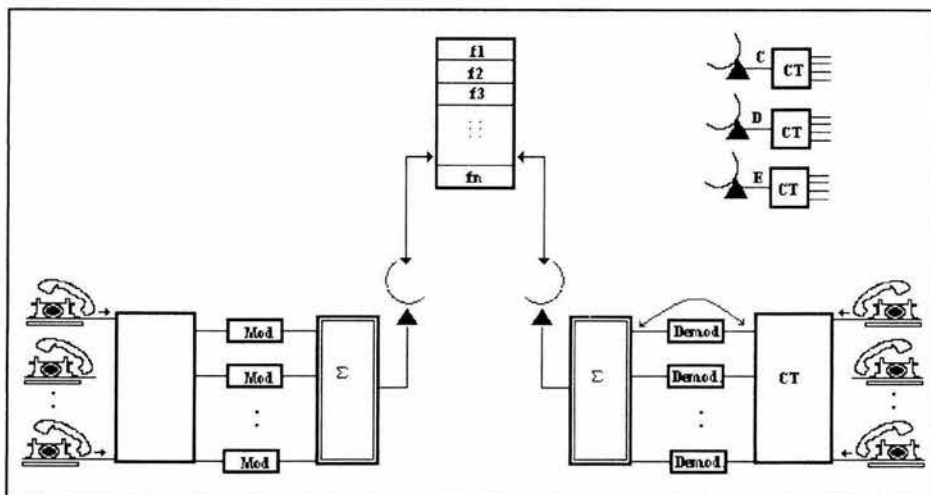 f1
f2
f3
fn
C CT
D CT
E CT
Mod
Mod
Mod
Σ
Σ
Demod
Demod.
Demod
CT